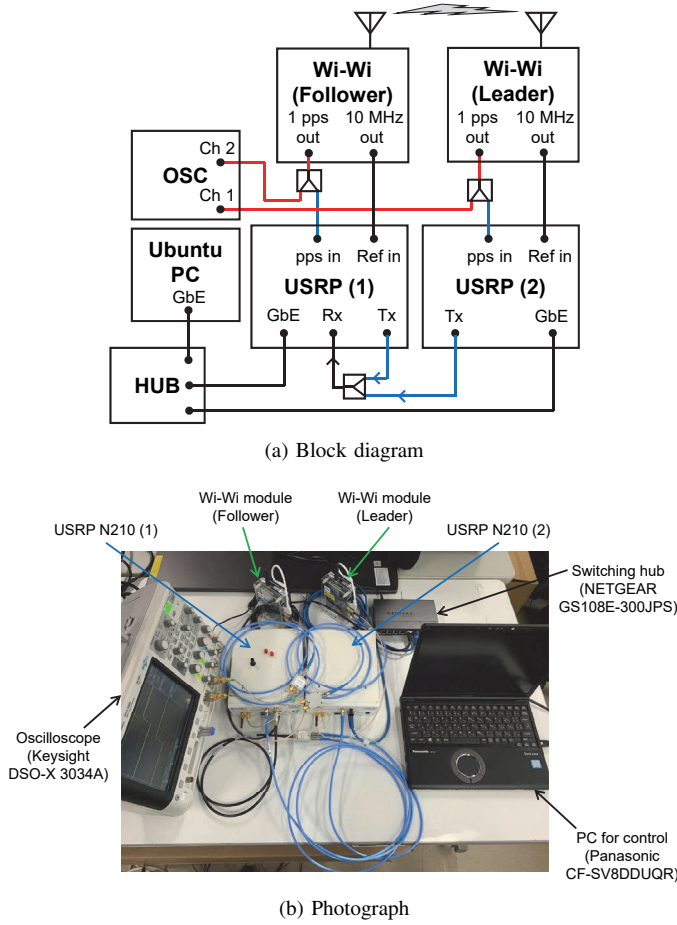 Wi-Wi
(Follower)
1 pps
out
10 MHz
out
Wi-Wi
(Leader)
1 pps
out
10 MHz
out
Ch 2
OSC
Ch 1
Ubuntu
PC
GbE
HUB
pps in
Ref in
USRP (1)
GbE
Rx
Tx
pps in
Ref in
USRP (2)
Tx
GbE
(a) Block diagram
Wi-Wi module
(Follower)
Wi-Wi module
(Leader)
USRP N210 (1)
USRP N210 (2)
Switching hub
(NETGEAR
GS108E-300JPS)
Oscilloscope
(Keysight
DSO-X 3034A)
Panasonic
PC for control
(Panasonic
CF-SV8DDUQR)
(b) Photograph